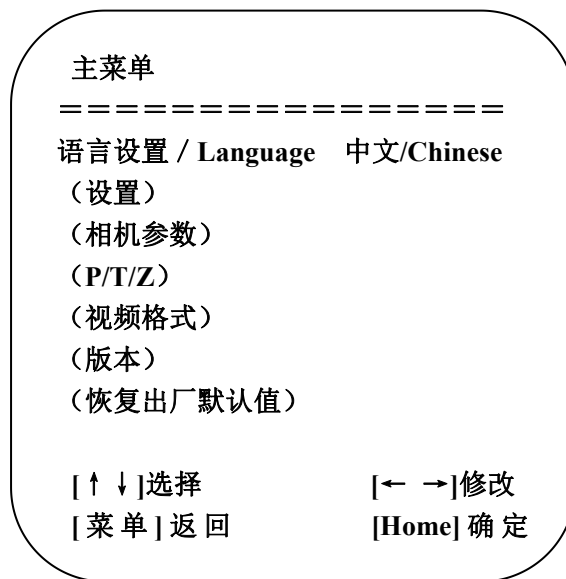 主菜单
================
语言设置 / Language 中文/Chinese
（设置）
（相机参数）
（P/T/Z）
（视频格式）
（版本）
（恢复出厂默认值）
[↑ ↓]选择 [← →]修改
[菜单]返回 [Home]确定